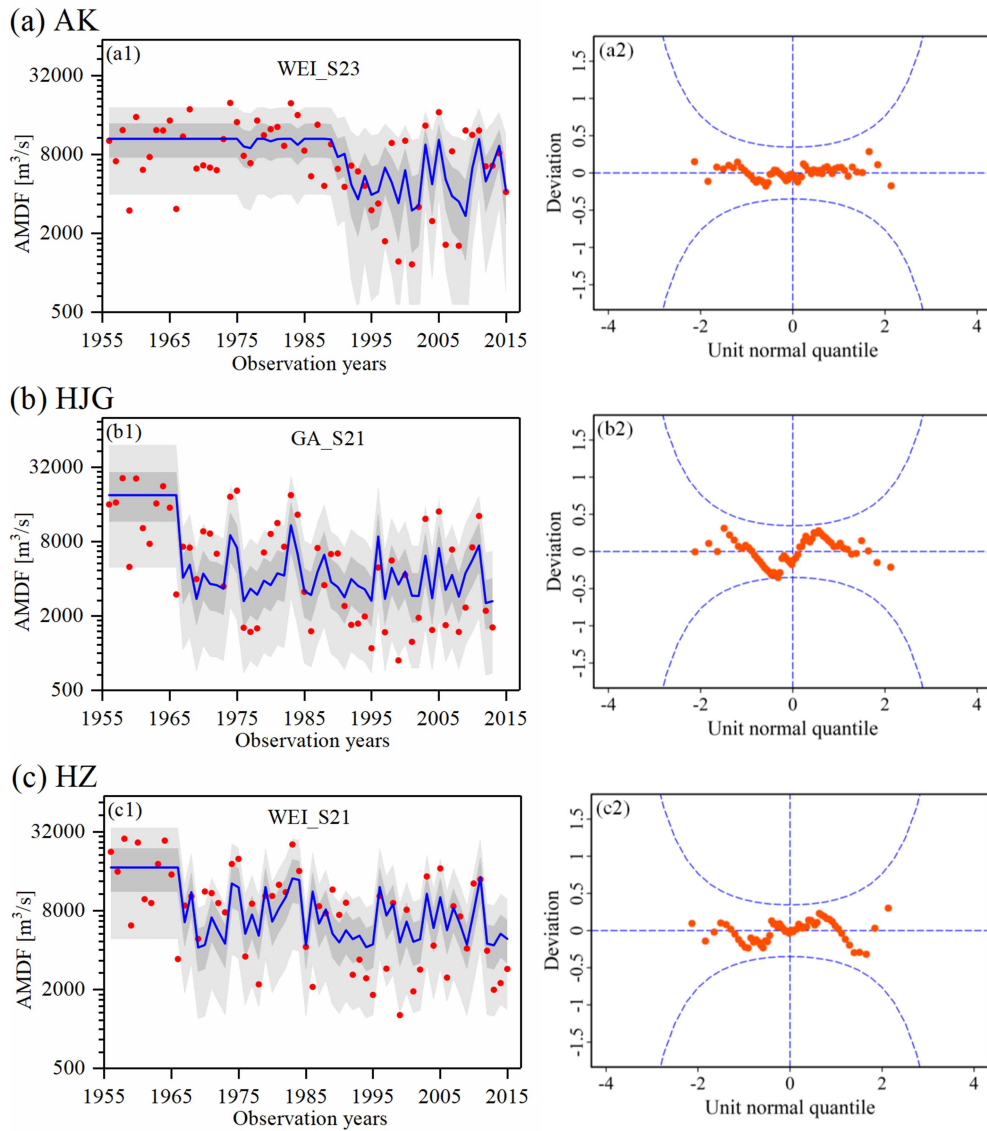 (a) AK
(a1)
WEI_S23
AMDF [m³/s]
32000
8000
2000
500
1955 1965 1975 1985 1995 2005 2015
Observation years
(a2)
Deviation
1.5
1
0.5
0
-0.5
-1
-1.5
-4 -2 0 2 4
Unit normal quantile
(b) HJG
(b1)
GA_S21
AMDF [m³/s]
32000
8000
2000
500
1955 1965 1975 1985 1995 2005 2015
Observation years
(b2)
Deviation
1.5
1
0.5
0
-0.5
-1
-1.5
-4 -2 0 2 4
Unit normal quantile
(c) HZ
(c1)
WEI_S21
AMDF [m³/s]
32000
8000
2000
500
1955 1965 1975 1985 1995 2005 2015
Observation years
(c2)
Deviation
1.5
1
0.5
0
-0.5
-1
-1.5
-4 -2 0 2 4
Unit normal quantile